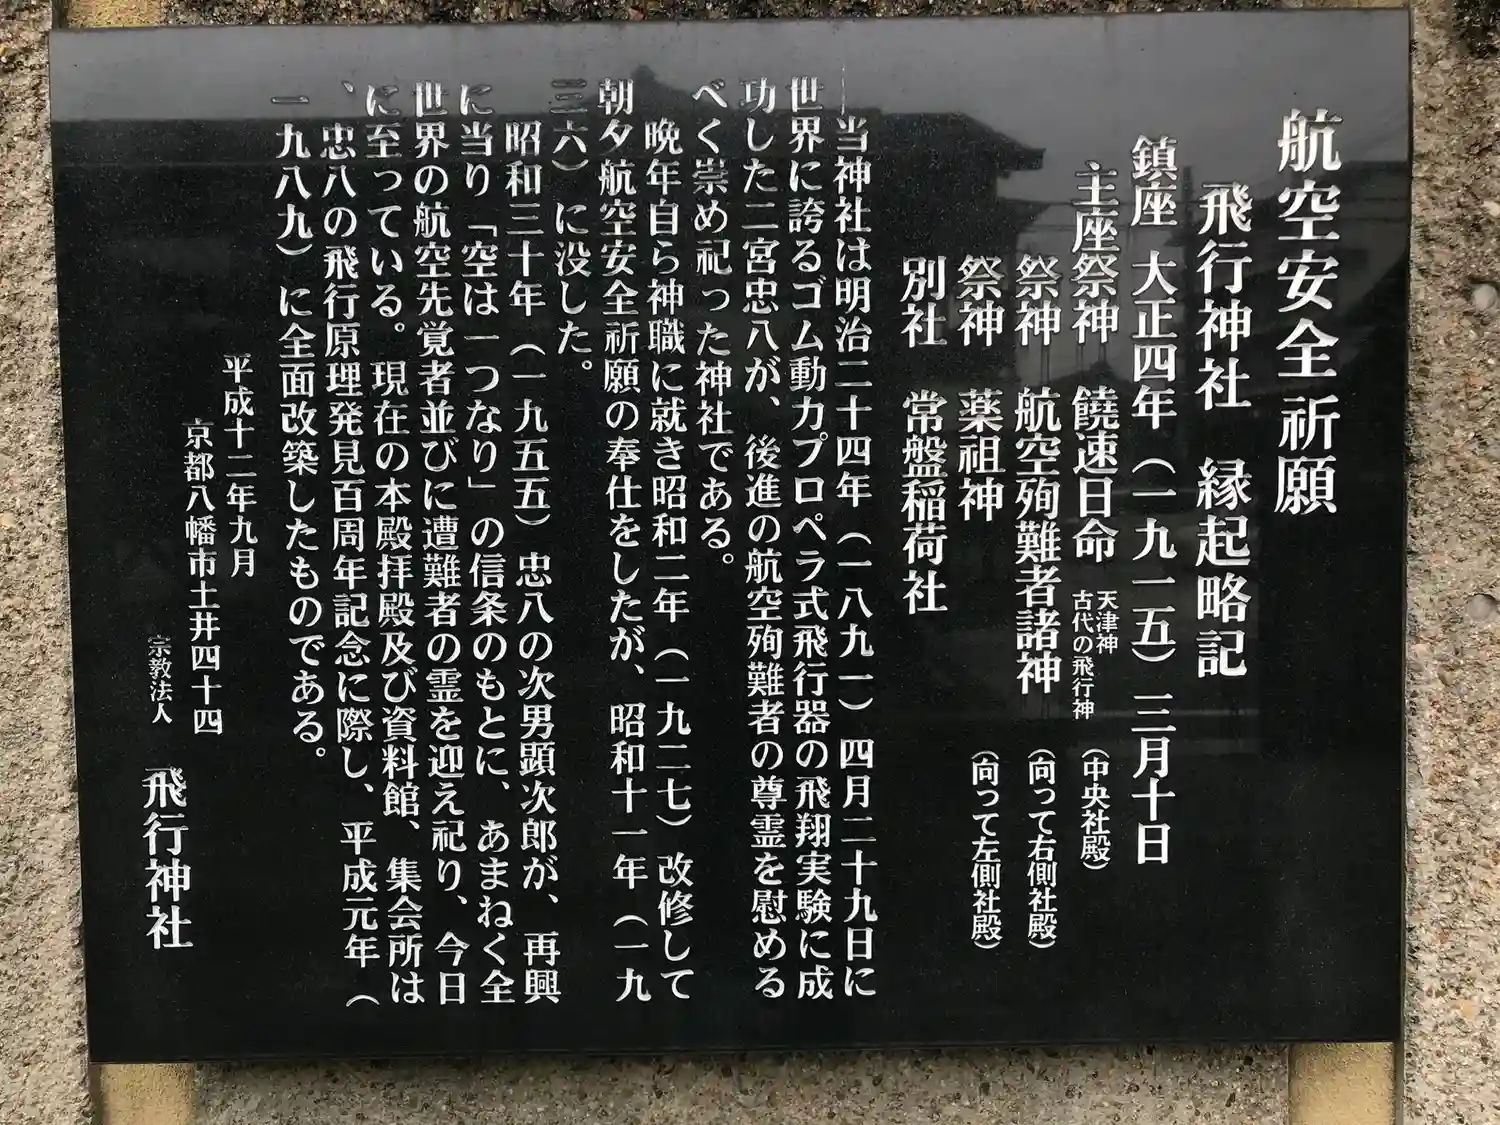 航空安全祈願
飛行神社 縁起略記
鎮座 大正四年(一九一五)三月十日
主座祭神 饒速日命 天津神 古代の飛行神 (中央社殿)
祭神 航空殉難者諸神 (向って右側社殿)
祭神 薬祖神 (向って左側社殿)
別社 常盤稲荷社
当神社は明治二十四年(一八九一)四月二十九日に
世界に誇るゴム動力プロペラ式飛行器の飛翔実験に成
功した二宮忠八が、後進の航空殉難者の尊霊を慰める
べく崇め祀った神社である。
晩年自ら神職に就き昭和二年(一九二七)改修して
朝夕航空安全祈願の奉仕をしたが、昭和十一年(一九
三六)に没した。
昭和三十年(一九五五)忠八の次男顕次郎が、再興
に当り「空は一つなり」の信条のもとに、あまねく全
世界の航空先覚者並びに遭難者の霊を迎え祀り、今日
に至っている。現在の本殿拝殿及び資料館、集会所は
、忠八の飛行原理発見百周年記念に際し、平成元年(
一九八九)に全面改築したものである。
平成十二年九月
京都八幡市土井四十四
宗教法人 飛行神社